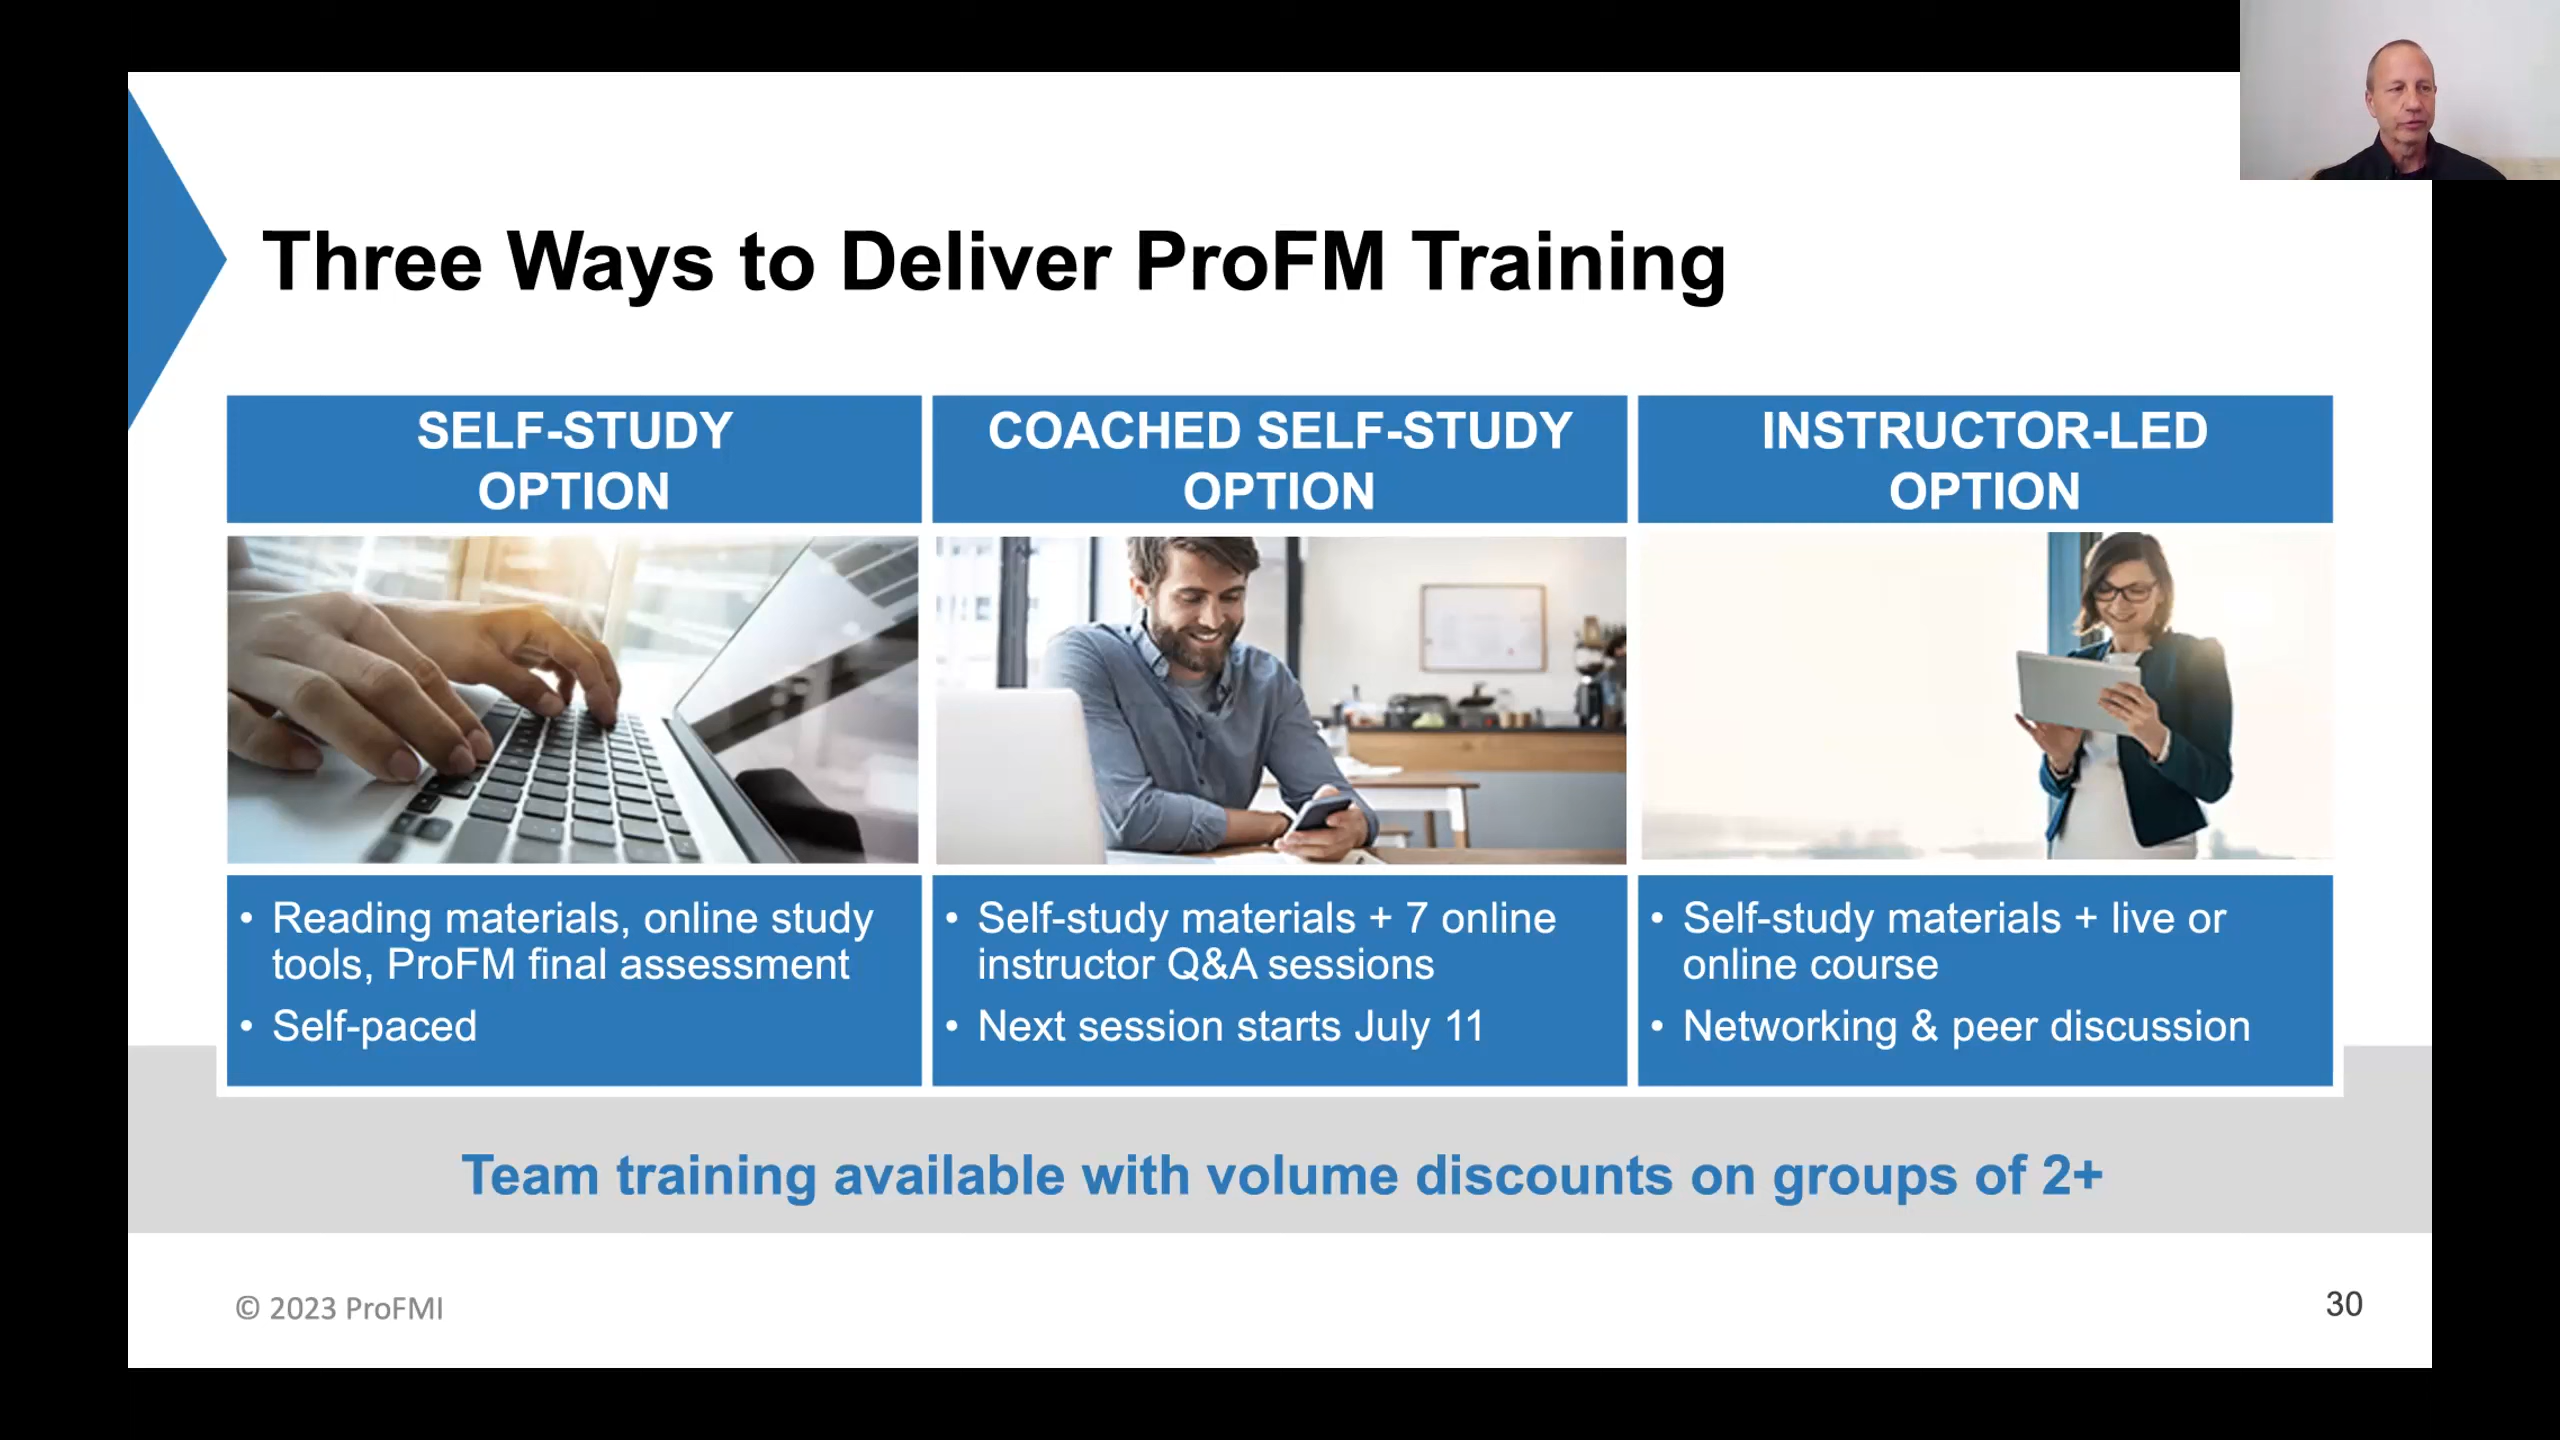 Three Ways to Deliver ProFM Training
SELF-STUDY
OPTION
COACHED SELF-STUDY
OPTION
INSTRUCTOR-LED
OPTION
• Reading materials, online study
tools, ProFM final assessment
• Self-paced
• Self-study materials + 7 online
instructor Q&A sessions
• Next session starts July 11
• Self-study materials + live or
online course
• Networking & peer discussion
Team training available with volume discounts on groups of 2+
© 2023 ProFMI
30